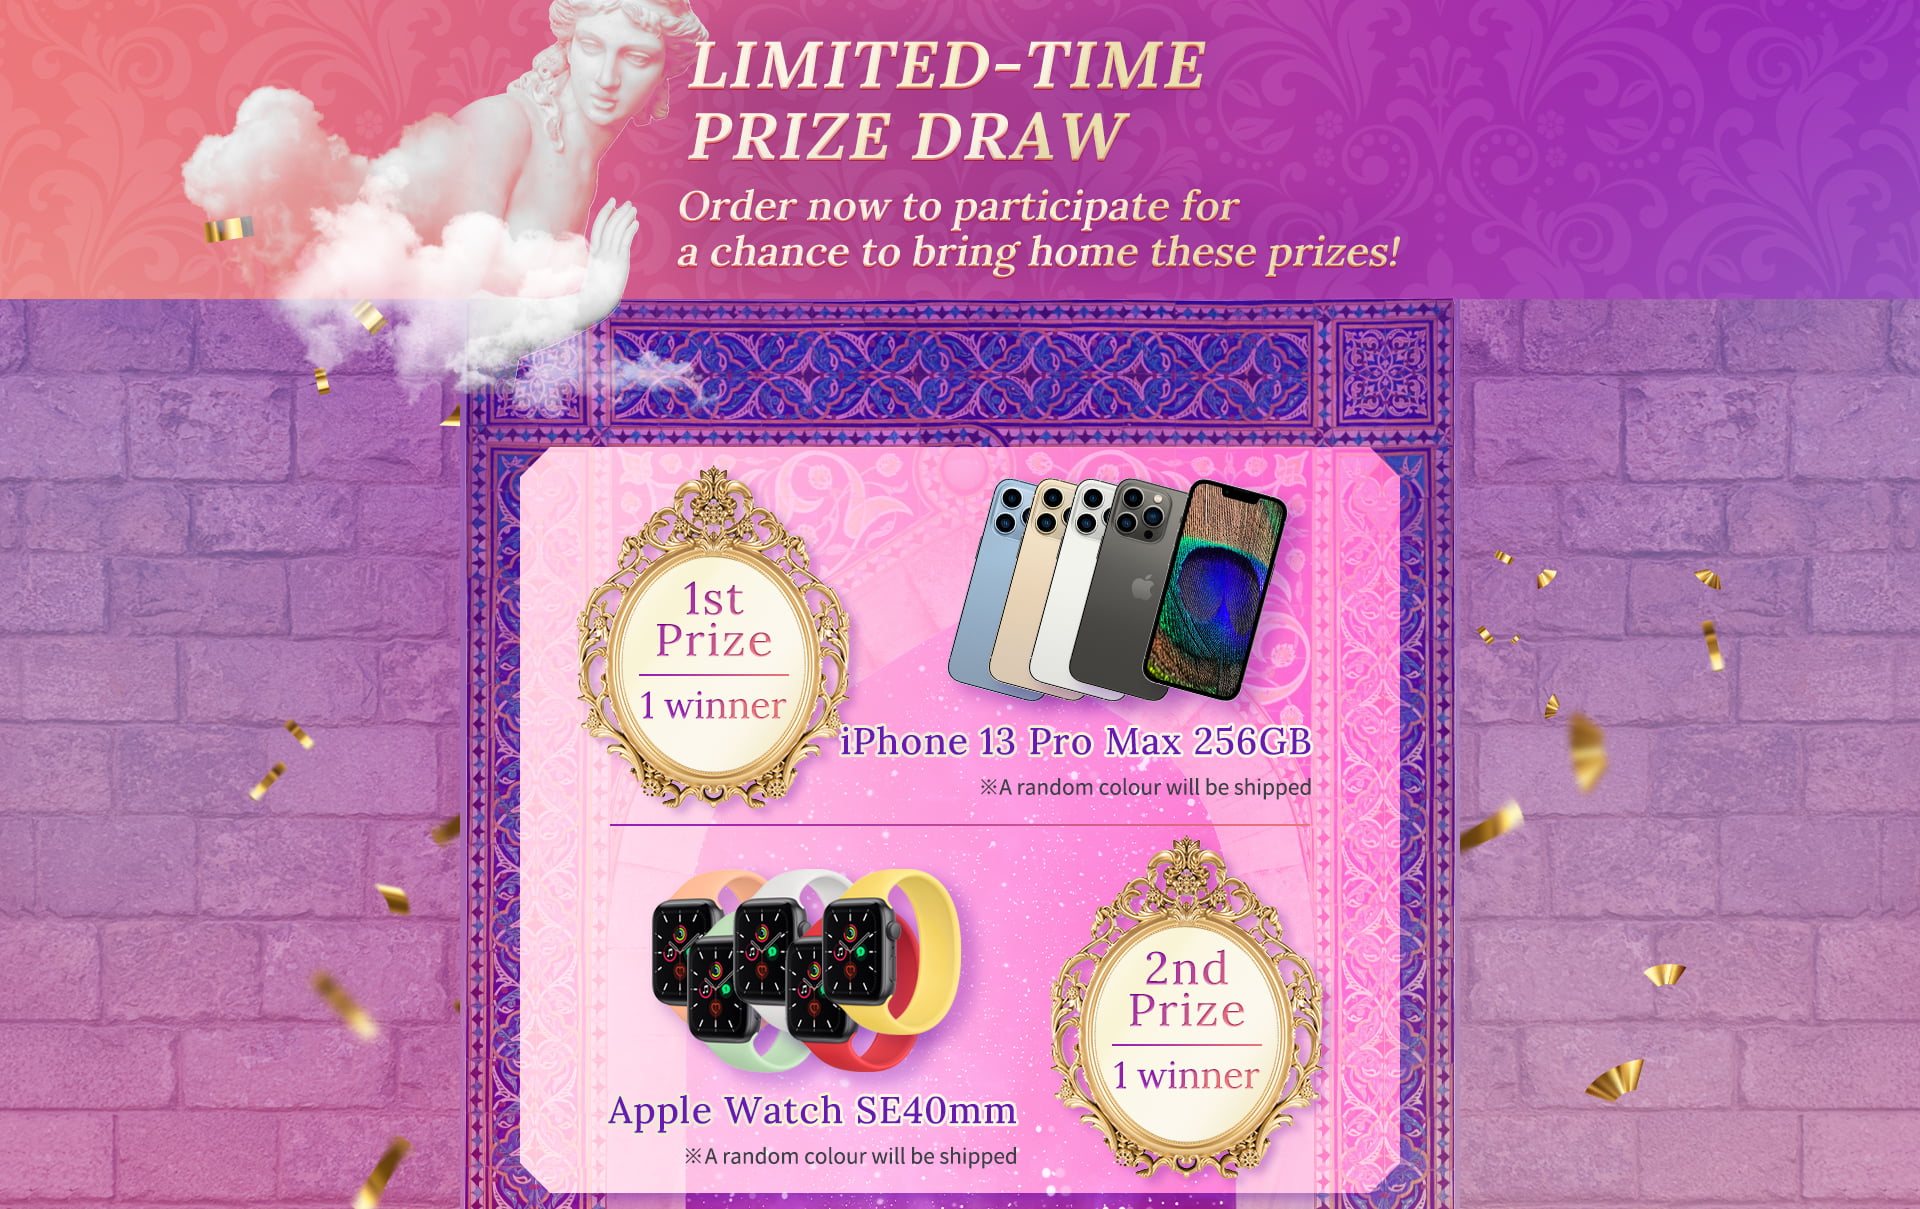 LIMITED-TIME
PRIZE DRAW
Order now to participate for
a chance to bring home these prizes!
1st
Prize
1 winner
iPhone 13 Pro Max 256GB
※A random colour will be shipped
Apple Watch SE40mm
※A random colour will be shipped
2nd
Prize
1 winner